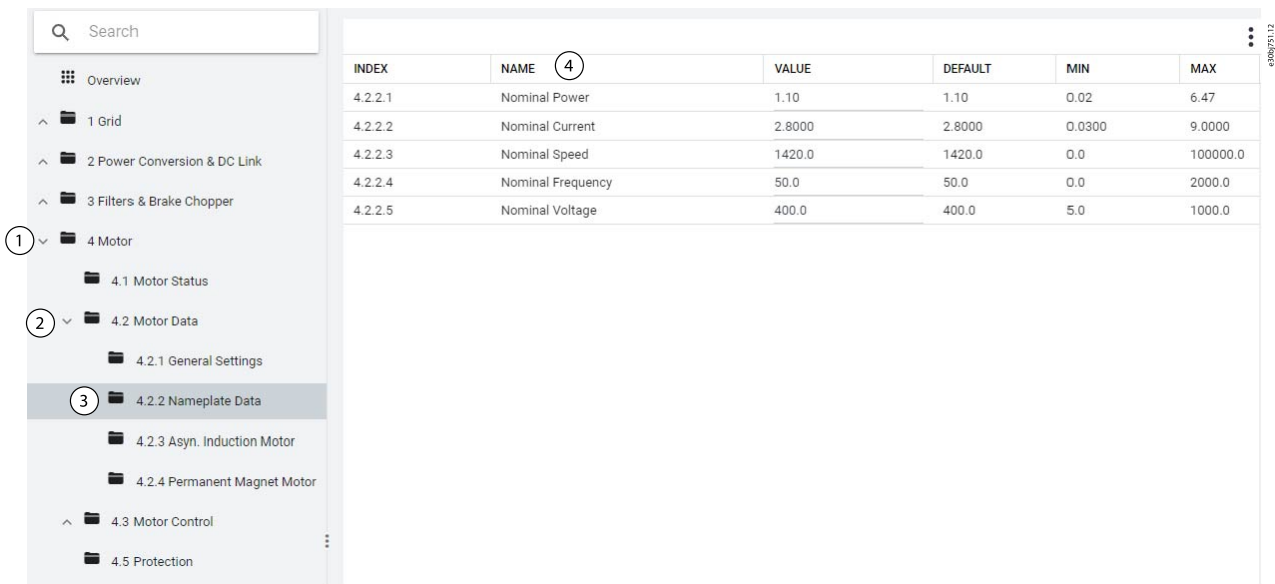 Search
Overview
1 Grid
2 Power Conversion & DC Link
3 Filters & Brake Chopper
1 4 Motor
4.1 Motor Status
2 4.2 Motor Data
4.2.1 General Settings
3 4.2.2 Nameplate Data
4.2.3 Asyn. Induction Motor
4.2.4 Permanent Magnet Motor
4.3 Motor Control
4.5 Protection
INDEX NAME 4 VALUE DEFAULT MIN MAX
4.2.2.1 Nominal Power 1.10 1.10 0.02 6.47
4.2.2.2 Nominal Current 2.8000 2.8000 0.0300 9.0000
4.2.2.3 Nominal Speed 1420.0 1420.0 0.0 100000.0
4.2.2.4 Nominal Frequency 50.0 50.0 0.0 2000.0
4.2.2.5 Nominal Voltage 400.0 400.0 5.0 1000.0
e30bj751.12